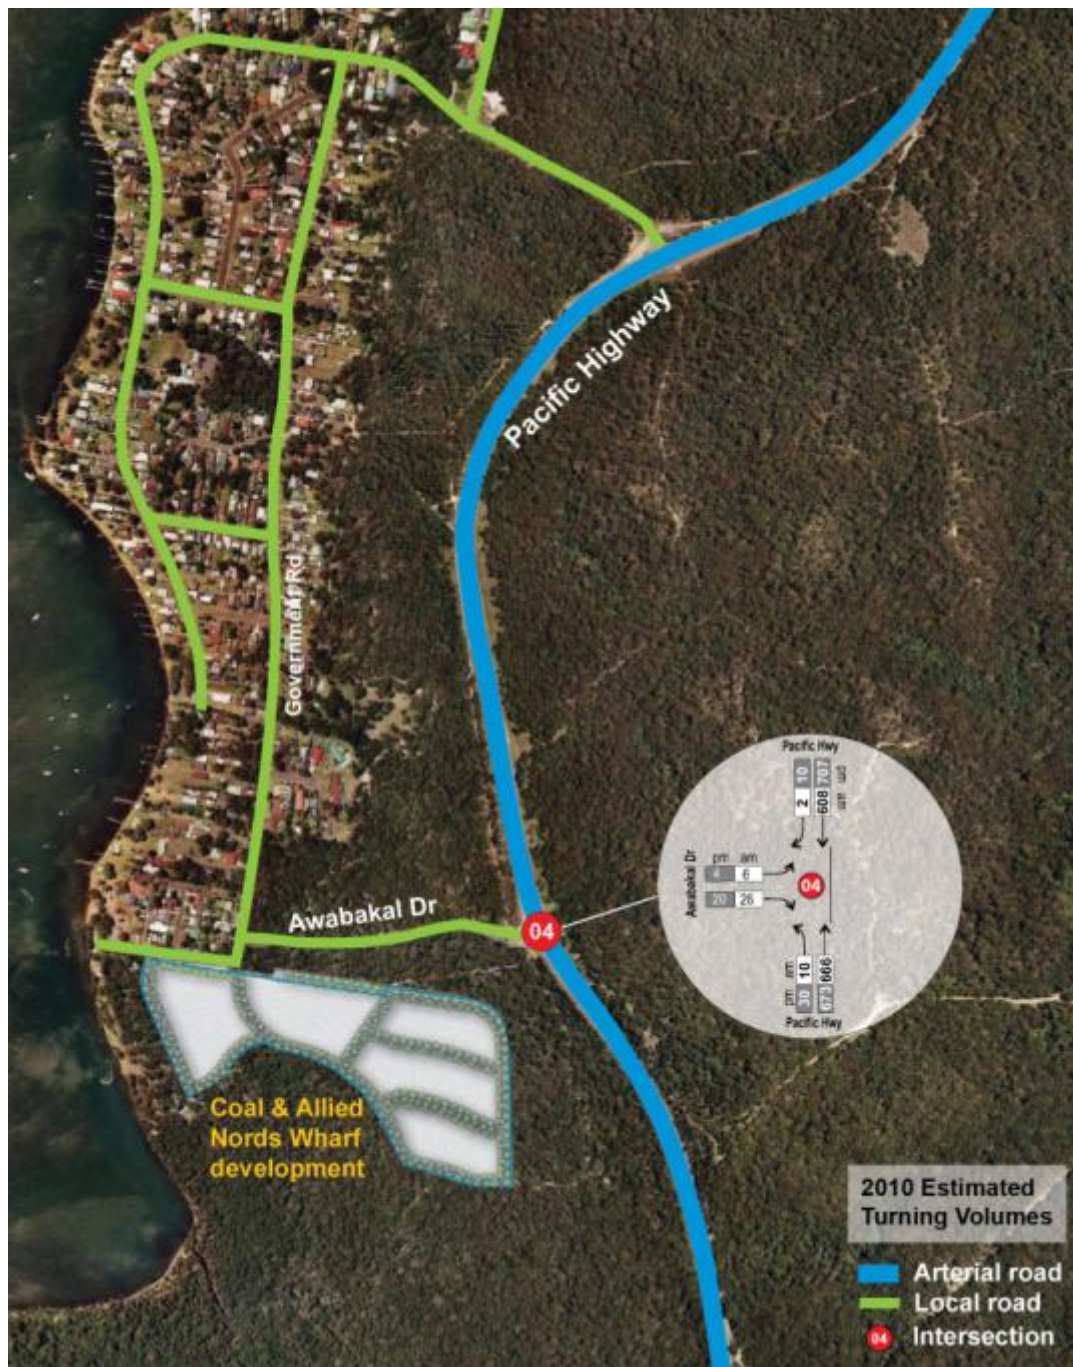 Pacific Highway
Government Rd
Pacific Hwy
2 10
608 707
am pm
Awabakal Dr
pm am
4 6
20 26
04
pm am
30 10
673 666
Pacific Hwy
Awabakal Dr
04
Coal & Allied
Nords Wharf
development
2010 Estimated
Turning Volumes
Arterial road
Local road
04 Intersection